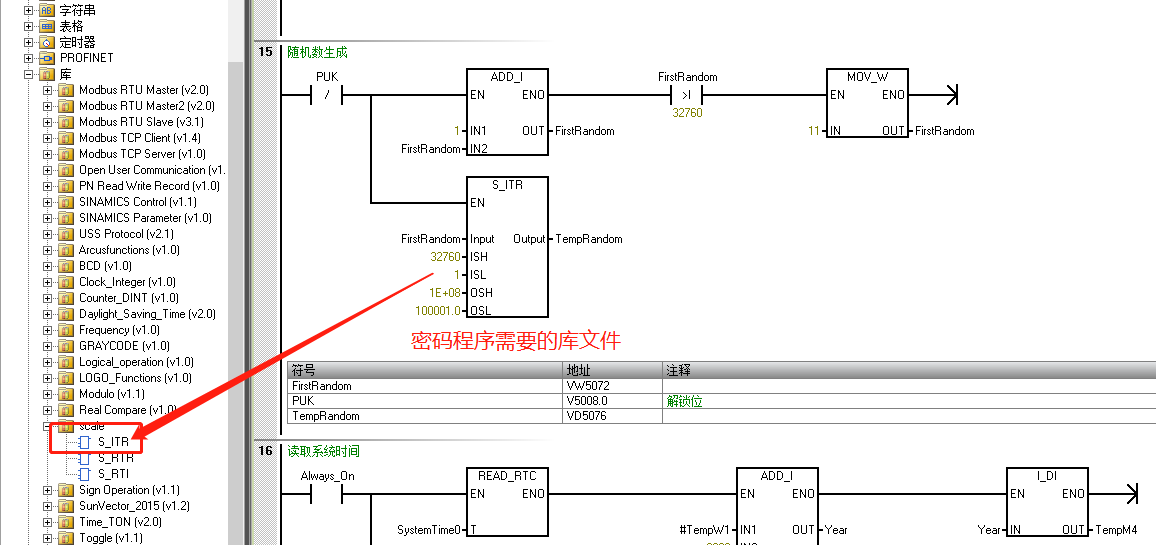 字符串
表格
定时器
PROFINET
库
Modbus RTU Master (v2.0)
Modbus RTU Master2 (v2.0)
Modbus RTU Slave (v3.1)
Modbus TCP Client (v1.4)
Modbus TCP Server (v1.0)
Open User Communication (v1.
PN Read Write Record (v1.0)
SINAMICS Control (v1.1)
SINAMICS Parameter (v1.0)
USS Protocol (v2.1)
Arcusfunctions (v1.0)
BCD (v1.0)
Clock_Integer (v1.0)
Counter_DINT (v1.0)
Daylight_Saving_Time (v2.0)
Frequency (v1.0)
GRAYCODE (v1.0)
Logical_operation (v1.0)
LOGO_Functions (v1.0)
Modulo (v1.1)
Real Compare (v1.0)
scale
S_ITR
S_RTR
S_RTI
Sign Operation (v1.1)
SunVector_2015 (v1.2)
Time_TON (v2.0)
Toggle (v1.1)
15 随机数生成
PUK ADD_I FirstRandom MOV_W
/ EN ENO >I EN ENO
32760
1 IN1 OUT FirstRandom 11 IN OUT FirstRandom
FirstRandom IN2
S_ITR
EN
FirstRandom Input Output TempRandom
32760 ISH
1 ISL
1E+08 OSH
100001.0 OSL
密码程序需要的库文件
符号 地址 注释
FirstRandom VW5072
PUK V5008.0 解锁位
TempRandom VD5076
16 读取系统时间
Always_On READ_RTC ADD_I I_DI
EN ENO EN ENO EN ENO
SystemTime0 T #TempW1 IN1 OUT Year Year IN OUT TempM4